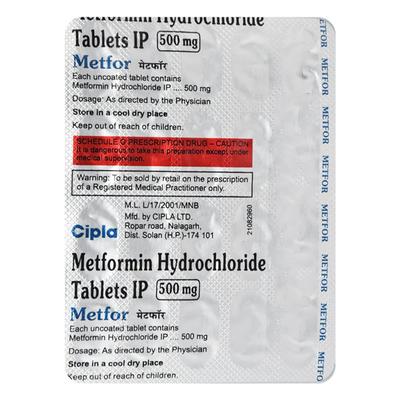 Metformin Hydrochloride
Tablets IP 500 mg
Metfor मेटफॉर
Each uncoated tablet contains
Metformin Hydrochloride IP .... 500 mg
Dosage: As directed by the Physician
Store in a cool dry place
Keep out of reach of children.
SCHEDULE G PRESCRIPTION DRUG – CAUTION
It is dangerous to take this preparation except under
medical supervision.
Warning: To be sold by retail on the prescription
of a Registered Medical Practitioner only.
M.L. L/17/2001/MNB
Mfd. by CIPLA LTD.
Ropar road, Nalagarh,
Dist. Solan (H.P.)-174 101
Cipla
21082960
Metformin Hydrochloride
Tablets IP 500 mg
Metfor मेटफॉर
Each uncoated tablet contains
Metformin Hydrochloride IP .... 500 mg
Dosage: As directed by the Physician
Store in a cool dry place
Keep out of reach of children.
METFOR
METFOR
METFOR
METFOR
METFOR
METFOR
METFOR